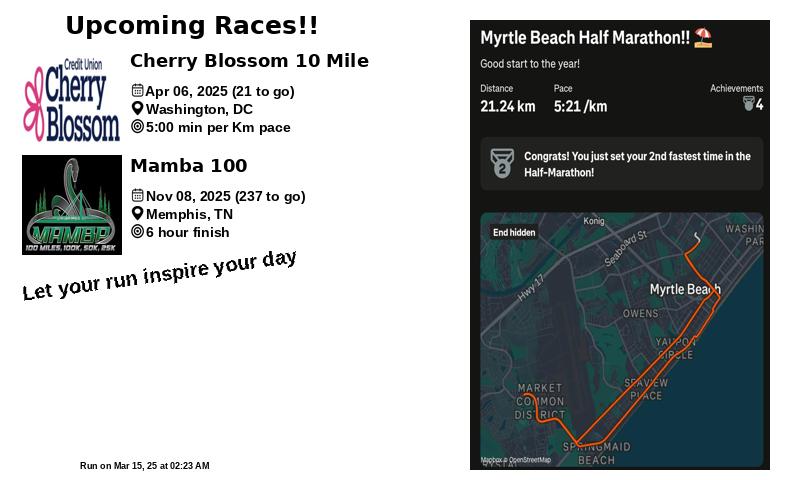 Upcoming Races!!
Credit Union
Cherry
Blossom
Cherry Blossom 10 Mile
Apr 06, 2025 (21 to go)
Washington, DC
5:00 min per Km pace
MAMBA
100 MILES, 100K, 50K, 25K
Mamba 100
Nov 08, 2025 (237 to go)
Memphis, TN
6 hour finish
Let your run inspire your day
Run on Mar 15, 25 at 02:23 AM
Myrtle Beach Half Marathon!! 🏖️
Good start to the year!
Distance Pace Achievements
21.24 km 5:21 /km 4
2
Congrats! You just set your 2nd fastest time in the
Half-Marathon!
End hidden
Konig
Seaboard St
WASHIN
PAR
Hwy 17
Myrtle Beach
OWENS
YAUPON
CIRCLE
SEAVIEW
PLACE
MARKET
COMMON
DISTRICT
SPRINGMAID
BEACH
Mapbox © OpenStreetMap